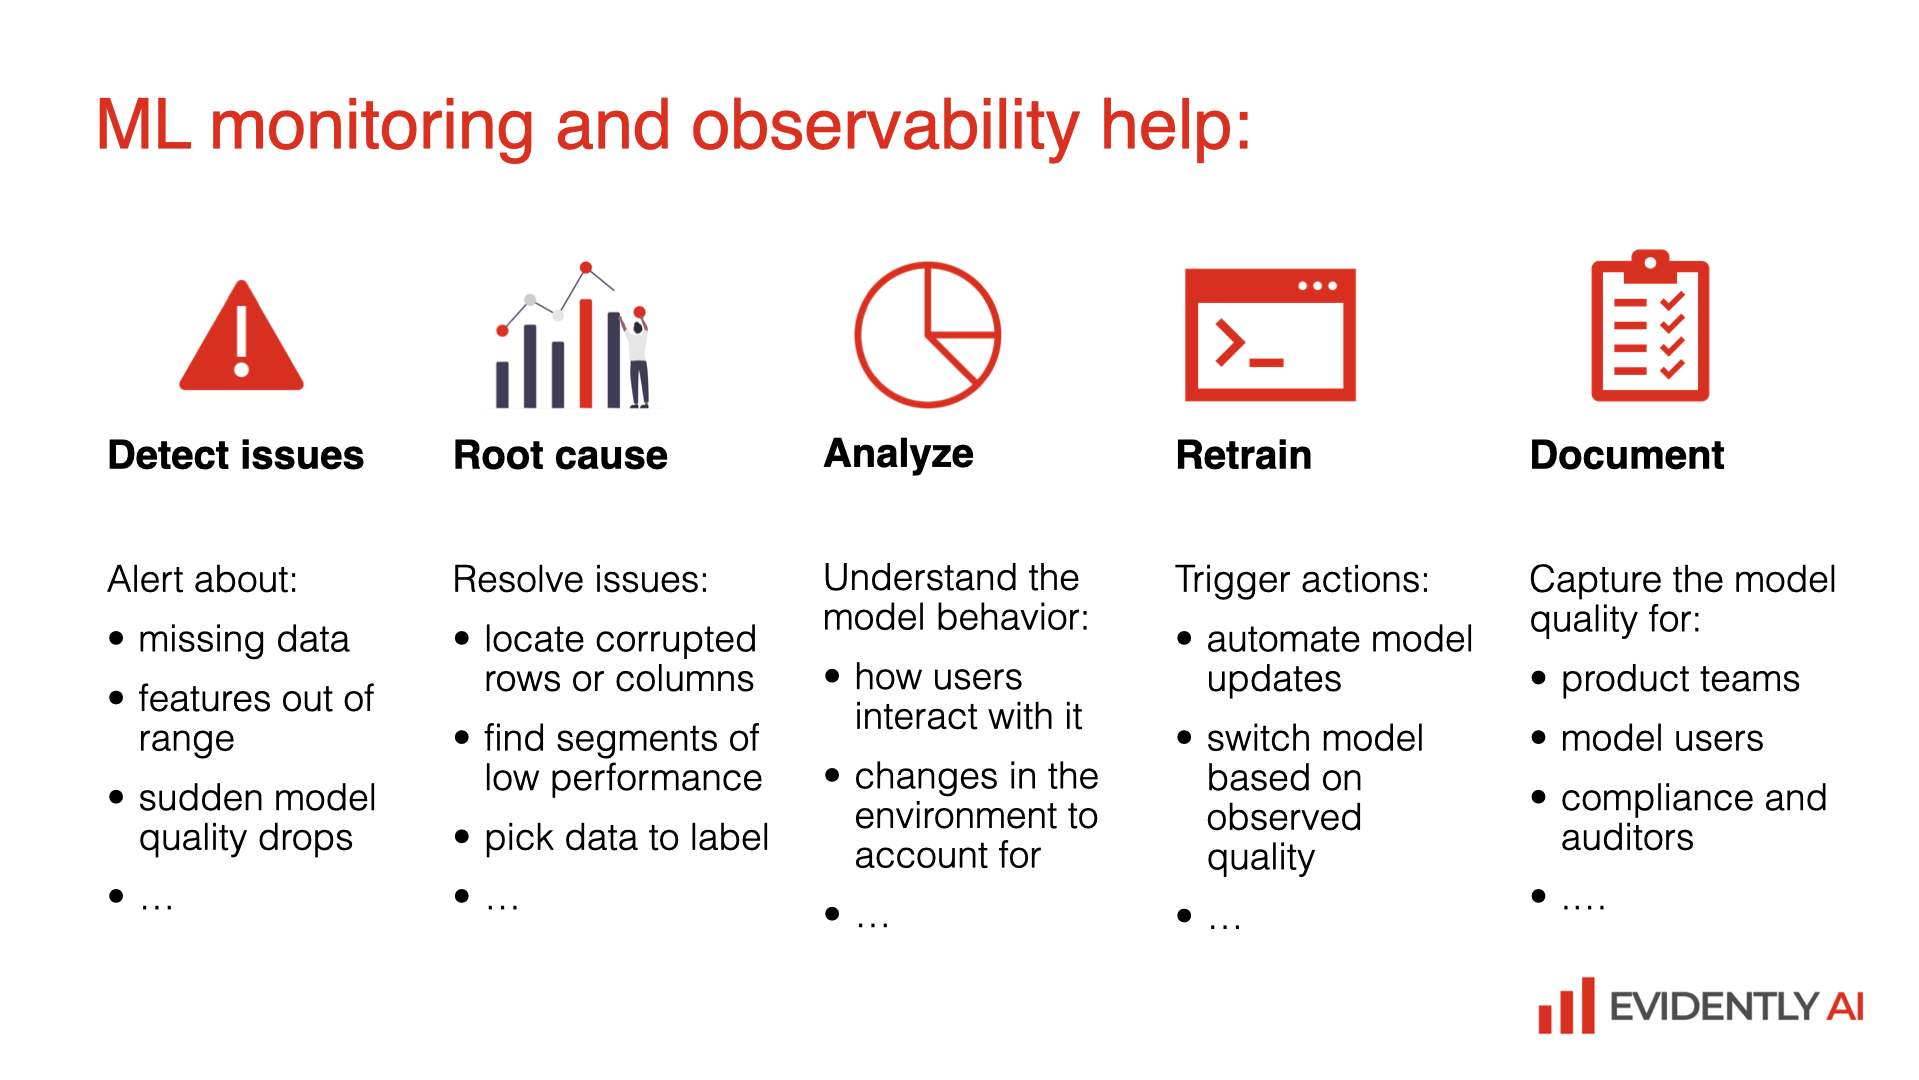 ML monitoring and observability help:
Detect issues
Alert about:
• missing data
• features out of
range
• sudden model
quality drops
• …
Root cause
Resolve issues:
• locate corrupted
rows or columns
• find segments of
low performance
• pick data to label
• …
Analyze
Understand the
model behavior:
• how users
interact with it
• changes in the
environment to
account for
• …
Retrain
Trigger actions:
• automate model
updates
• switch model
based on
observed
quality
• …
Document
Capture the model
quality for:
• product teams
• model users
• compliance and
auditors
• ….
EVIDENTLY AI